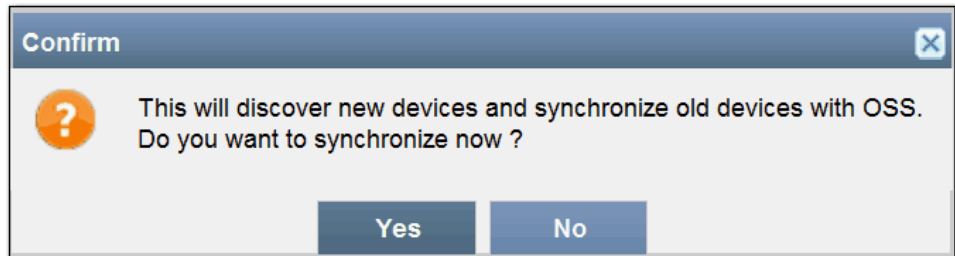 Confirm
This will discover new devices and synchronize old devices with OSS.
Do you want to synchronize now ?
Yes No